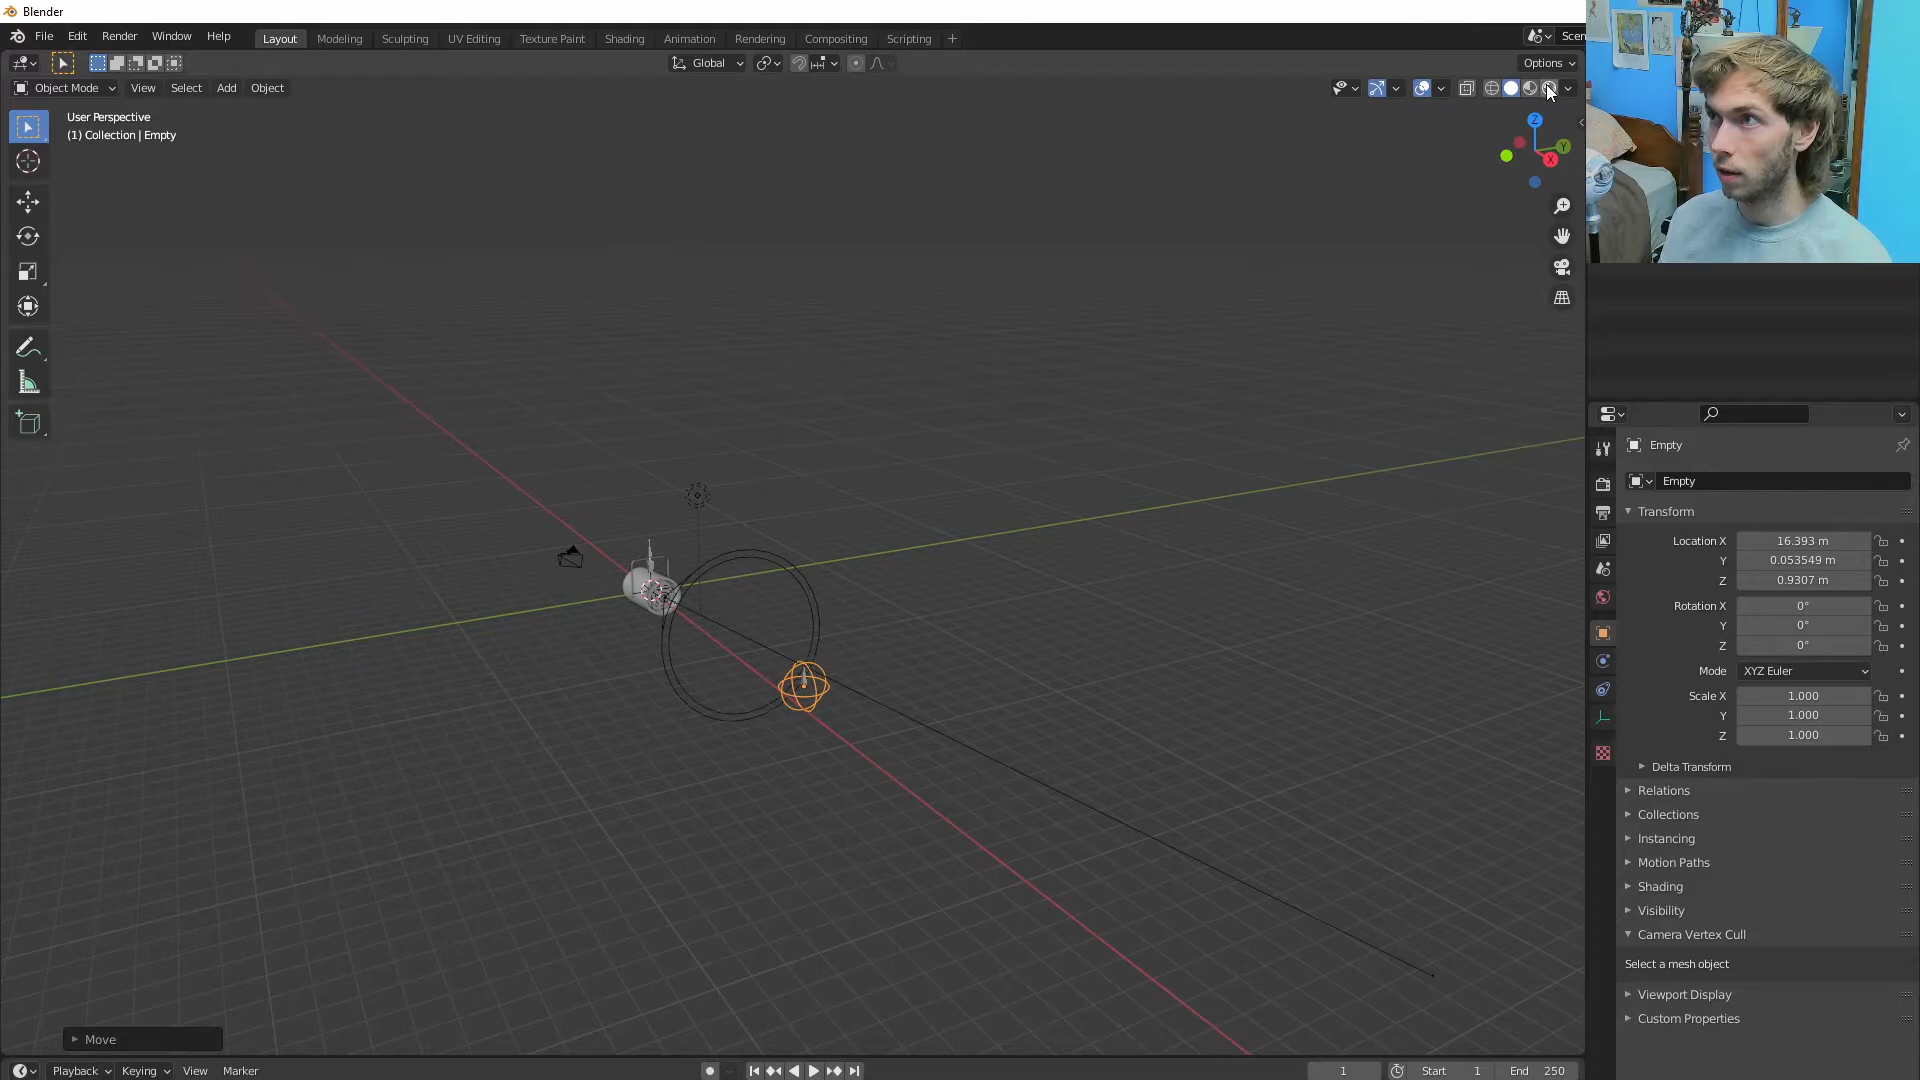 Blender
File Edit Render Window Help
Layout Modeling Sculpting UV Editing Texture Paint Shading Animation Rendering Compositing Scripting +
Scen
Global
Options
Object Mode View Select Add Object
User Perspective
(1) Collection | Empty
Z
Y
X
Empty
Empty
Transform
Location X 16.393 m
Y 0.053549 m
Z 0.9307 m
Rotation X 0°
Y 0°
Z 0°
Mode XYZ Euler
Scale X 1.000
Y 1.000
Z 1.000
Delta Transform
Relations
Collections
Instancing
Motion Paths
Shading
Visibility
Camera Vertex Cull
Select a mesh object
Viewport Display
Custom Properties
Move
Playback Keying View Marker
1
Start 1
End 250